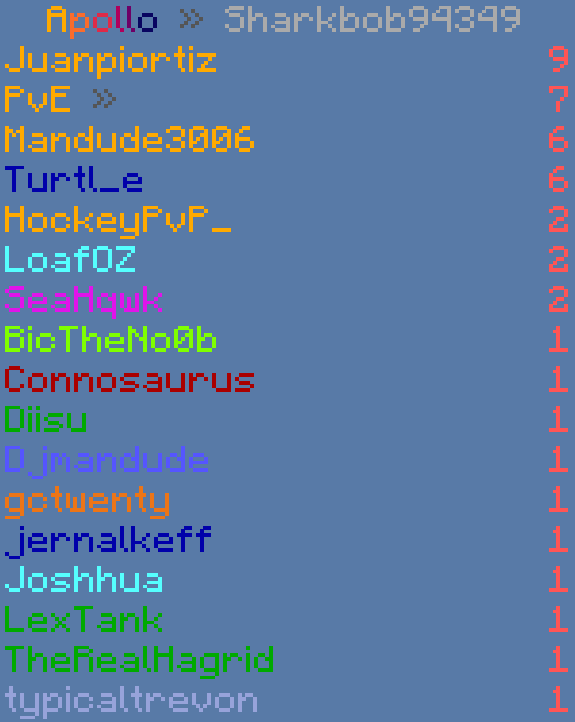 Apollo » Sharkbob94349
Juanpiortiz 9
PvE » 7
Mandude3006 6
Turtl_e 6
HockeyPvP_ 2
LoafOZ 2
SeaHqwk 2
BicTheNo0b 1
Connosaurus 1
Diisu 1
Djmandude 1
gotwenty 1
jernalkeff 1
Joshhua 1
LexTank 1
TheRealHagrid 1
typicaltrevon 1